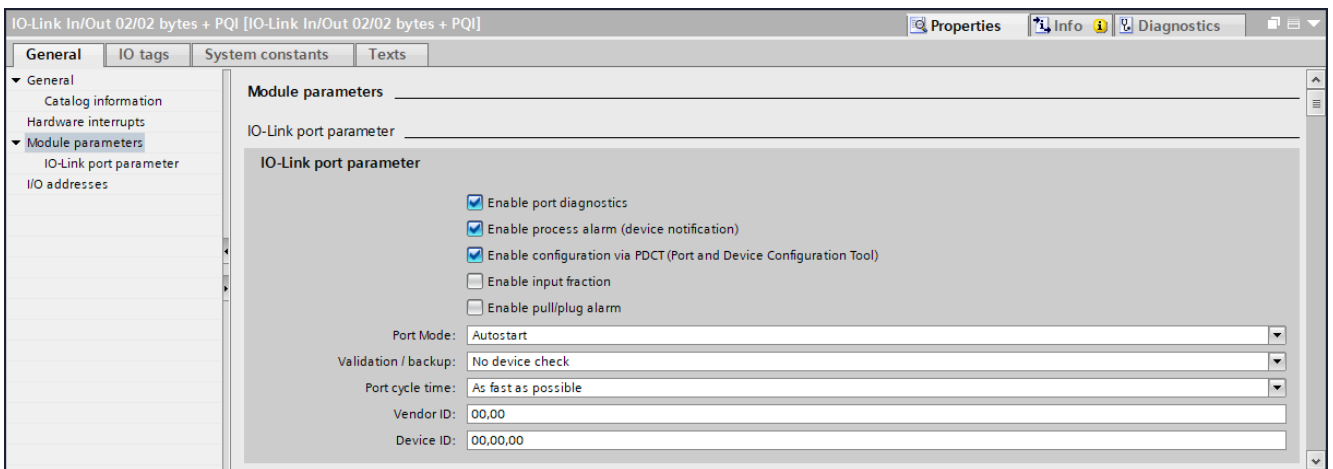 IO-Link In/Out 02/02 bytes + PQI [IO-Link In/Out 02/02 bytes + PQI]
Properties
Info
Diagnostics
General
IO tags
System constants
Texts
General
Catalog information
Hardware interrupts
Module parameters
IO-Link port parameter
I/O addresses
Module parameters
IO-Link port parameter
IO-Link port parameter
Enable port diagnostics
Enable process alarm (device notification)
Enable configuration via PDCT (Port and Device Configuration Tool)
Enable input fraction
Enable pull/plug alarm
Port Mode: Autostart
Validation / backup: No device check
Port cycle time: As fast as possible
Vendor ID: 00,00
Device ID: 00,00,00